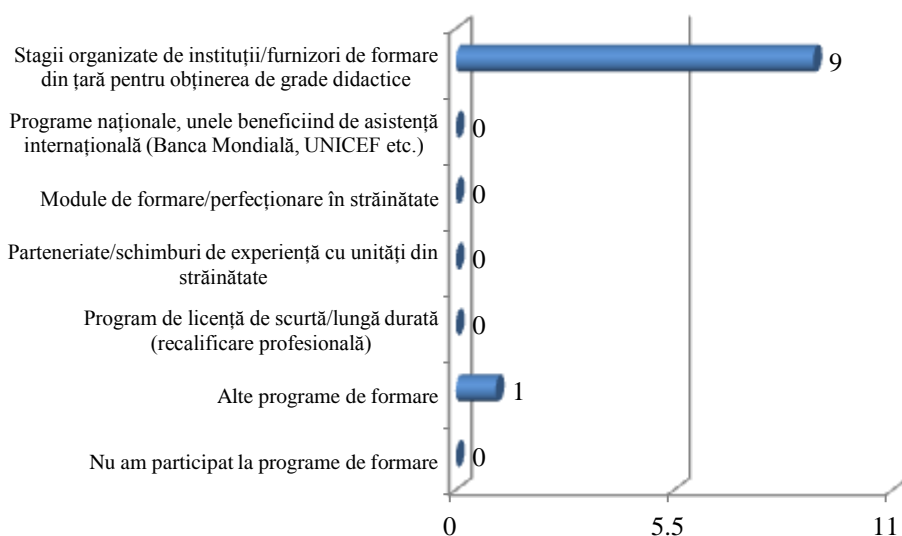 Stagii organizate de instituții/furnizori de formare
din țară pentru obținerea de grade didactice
9
Programe naționale, unele beneficiind de asistență
internațională (Banca Mondială, UNICEF etc.)
0
Module de formare/perfecționare în străinătate
0
Parteneriate/schimburi de experiență cu unități din
străinătate
0
Program de licență de scurtă/lungă durată
(recalificare profesională)
0
Alte programe de formare
1
Nu am participat la programe de formare
0
0 5.5 11